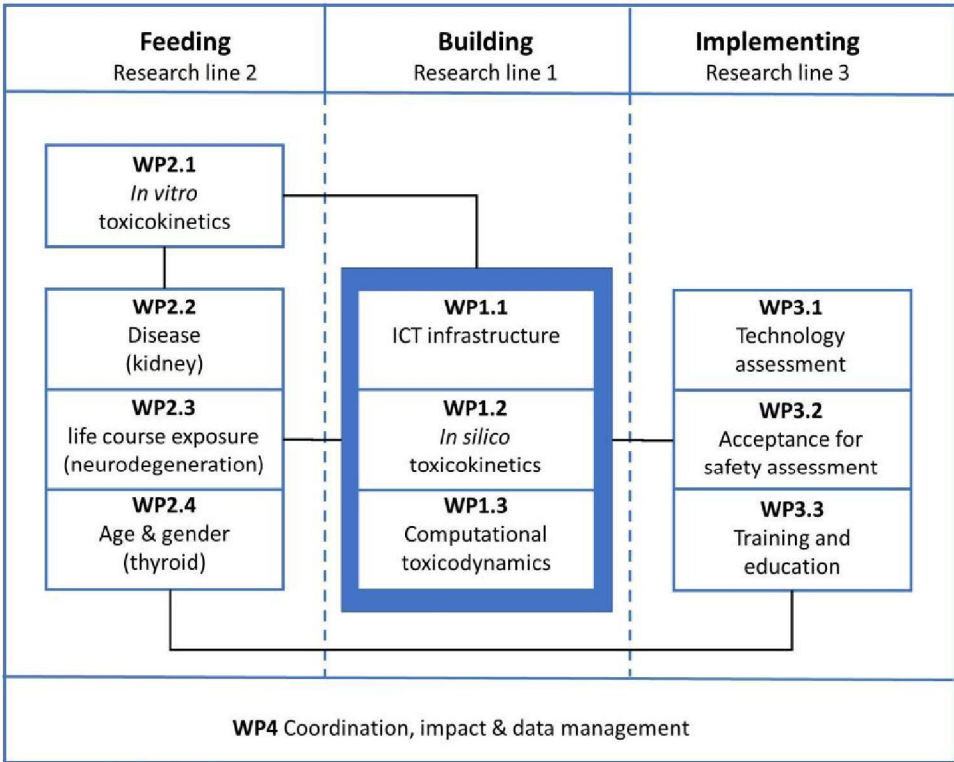 Feeding
Research line 2
Building
Research line 1
Implementing
Research line 3
WP2.1
In vitro
toxicokinetics
WP2.2
Disease
(kidney)
WP2.3
life course exposure
(neurodegeneration)
WP2.4
Age & gender
(thyroid)
WP1.1
ICT infrastructure
WP1.2
In silico
toxicokinetics
WP1.3
Computational
toxicodynamics
WP3.1
Technology
assessment
WP3.2
Acceptance for
safety assessment
WP3.3
Training and
education
WP4 Coordination, impact & data management